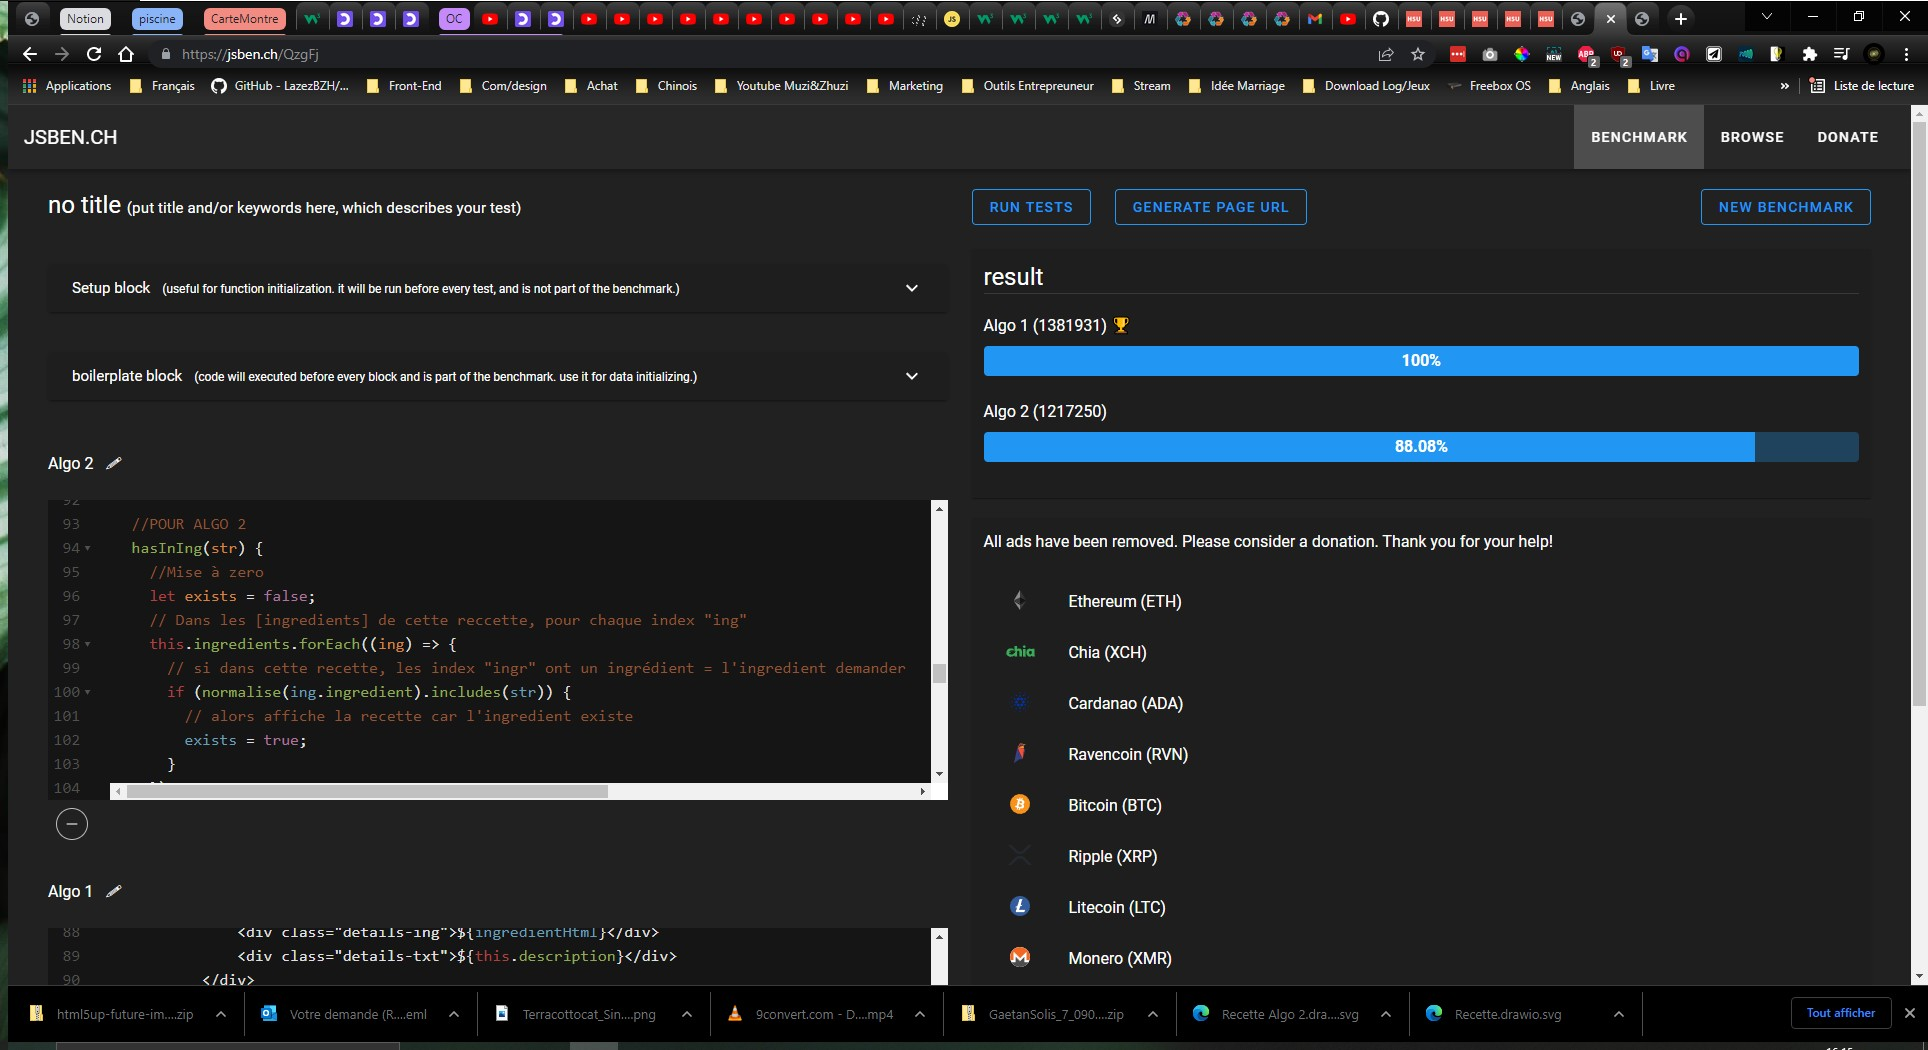 Notion
piscine
CarteMontre
OC
JS
HSU
HSU
HSU
HSU
HSU
https://jsben.ch/QzgFj
NEW
ABP
2
UD
2
Applications
Français
GitHub - LazezBZH/...
Front-End
Com/design
Achat
Chinois
Youtube Muzi&Zhuzi
Marketing
Outils Entrepreneur
Stream
Idée Marriage
Download Log/Jeux
Freebox OS
Anglais
Livre
»
Liste de lecture
JSBEN.CH
BENCHMARK
BROWSE
DONATE
no title (put title and/or keywords here, which describes your test)
RUN TESTS
GENERATE PAGE URL
NEW BENCHMARK
Setup block (useful for function initialization. it will be run before every test, and is not part of the benchmark.)
boilerplate block (code will executed before every block and is part of the benchmark. use it for data initializing.)
Algo 2
92
93 //POUR ALGO 2
94 hasInIng(str) {
95 //Mise à zero
96 let exists = false;
97 // Dans les [ingredients] de cette reccette, pour chaque index "ing"
98 this.ingredients.forEach((ing) => {
99 // si dans cette recette, les index "ingr" ont un ingrédient = l'ingredient demander
100 if (normalise(ing.ingredient).includes(str)) {
101 // alors affiche la recette car l'ingredient existe
102 exists = true;
103 }
104
Algo 1
88 <div class="details-ing">${ingredientHtml}</div>
89 <div class="details-txt">${this.description}</div>
90 </div>
result
Algo 1 (1381931)
100%
Algo 2 (1217250)
88.08%
All ads have been removed. Please consider a donation. Thank you for your help!
Ethereum (ETH)
chia Chia (XCH)
Cardanao (ADA)
Ravencoin (RVN)
Bitcoin (BTC)
Ripple (XRP)
Litecoin (LTC)
Monero (XMR)
html5up-future-im....zip
Votre demande (R....eml
Terracottocat_Sin....png
9convert.com - D....mp4
GaetanSolis_7_090....zip
Recette Algo 2.dra....svg
Recette.drawio.svg
Tout afficher